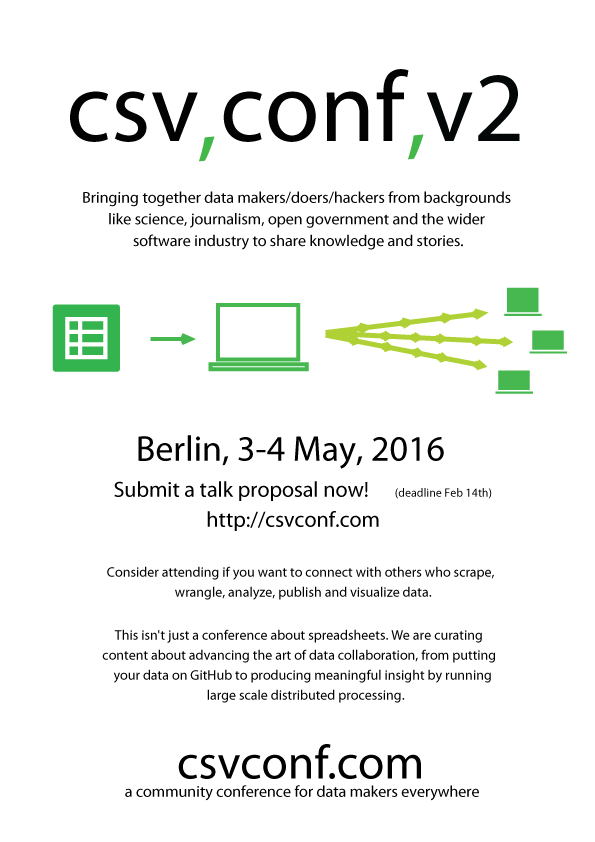 csv,conf,v2
Bringing together data makers/doers/hackers from backgrounds
like science, journalism, open government and the wider
software industry to share knowledge and stories.
Berlin, 3-4 May, 2016
Submit a talk proposal now! (deadline Feb 14th)
http://csvconf.com
Consider attending if you want to connect with others who scrape,
wrangle, analyze, publish and visualize data.
This isn't just a conference about spreadsheets. We are curating
content about advancing the art of data collaboration, from putting
your data on GitHub to producing meaningful insight by running
large scale distributed processing.
csvconf.com
a community conference for data makers everywhere